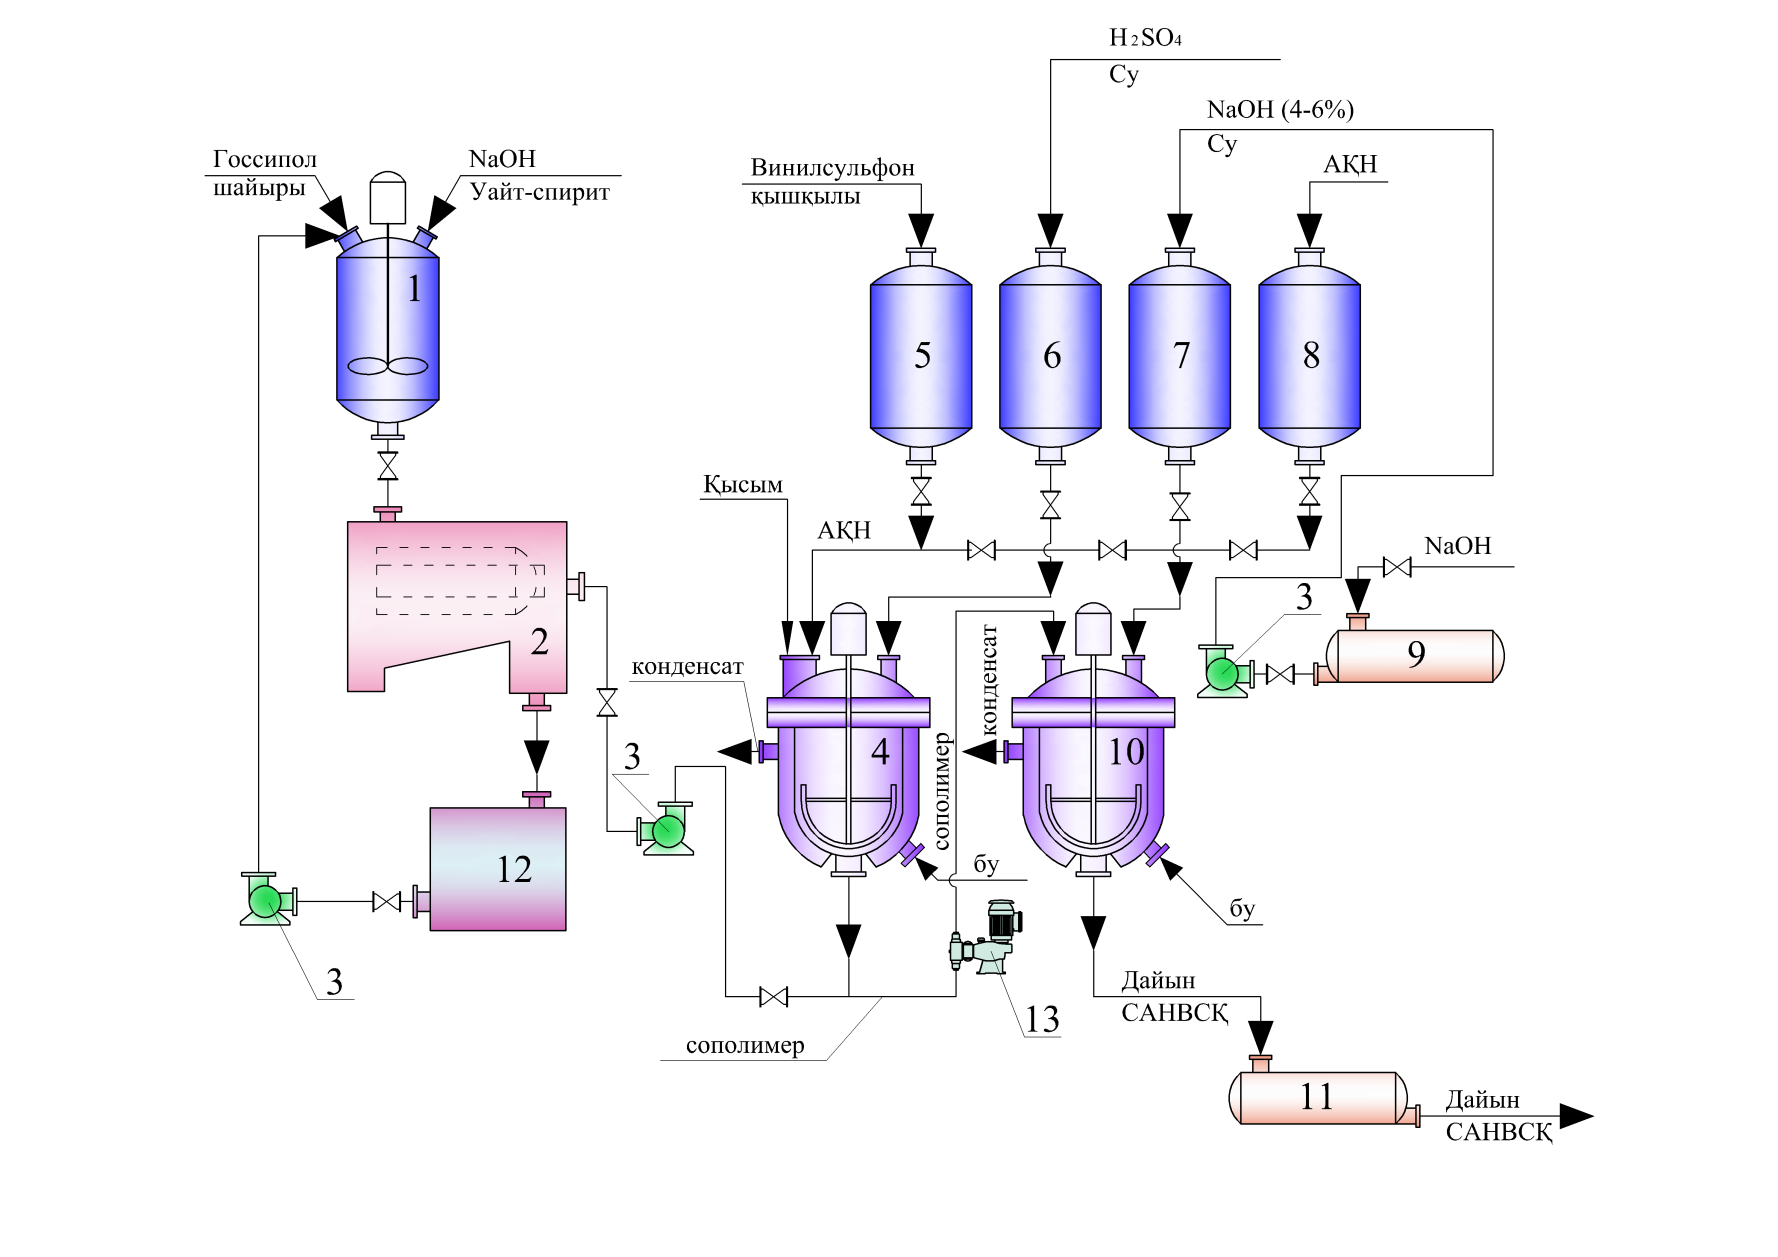 H2SO4
Су
NaOH (4-6%)
Су
Госсипол
шайыры
NaOH
Уайт-спирит
Винилсульфон
қышқылы
АҚН
1
5
6
7
8
Қысым
АҚН
NaOH
3
9
2
конденсат
4
3
сополимер
конденсат
10
бу
бу
12
3
13
сополимер
Дайын
САНВСҚ
11
Дайын
САНВСҚ